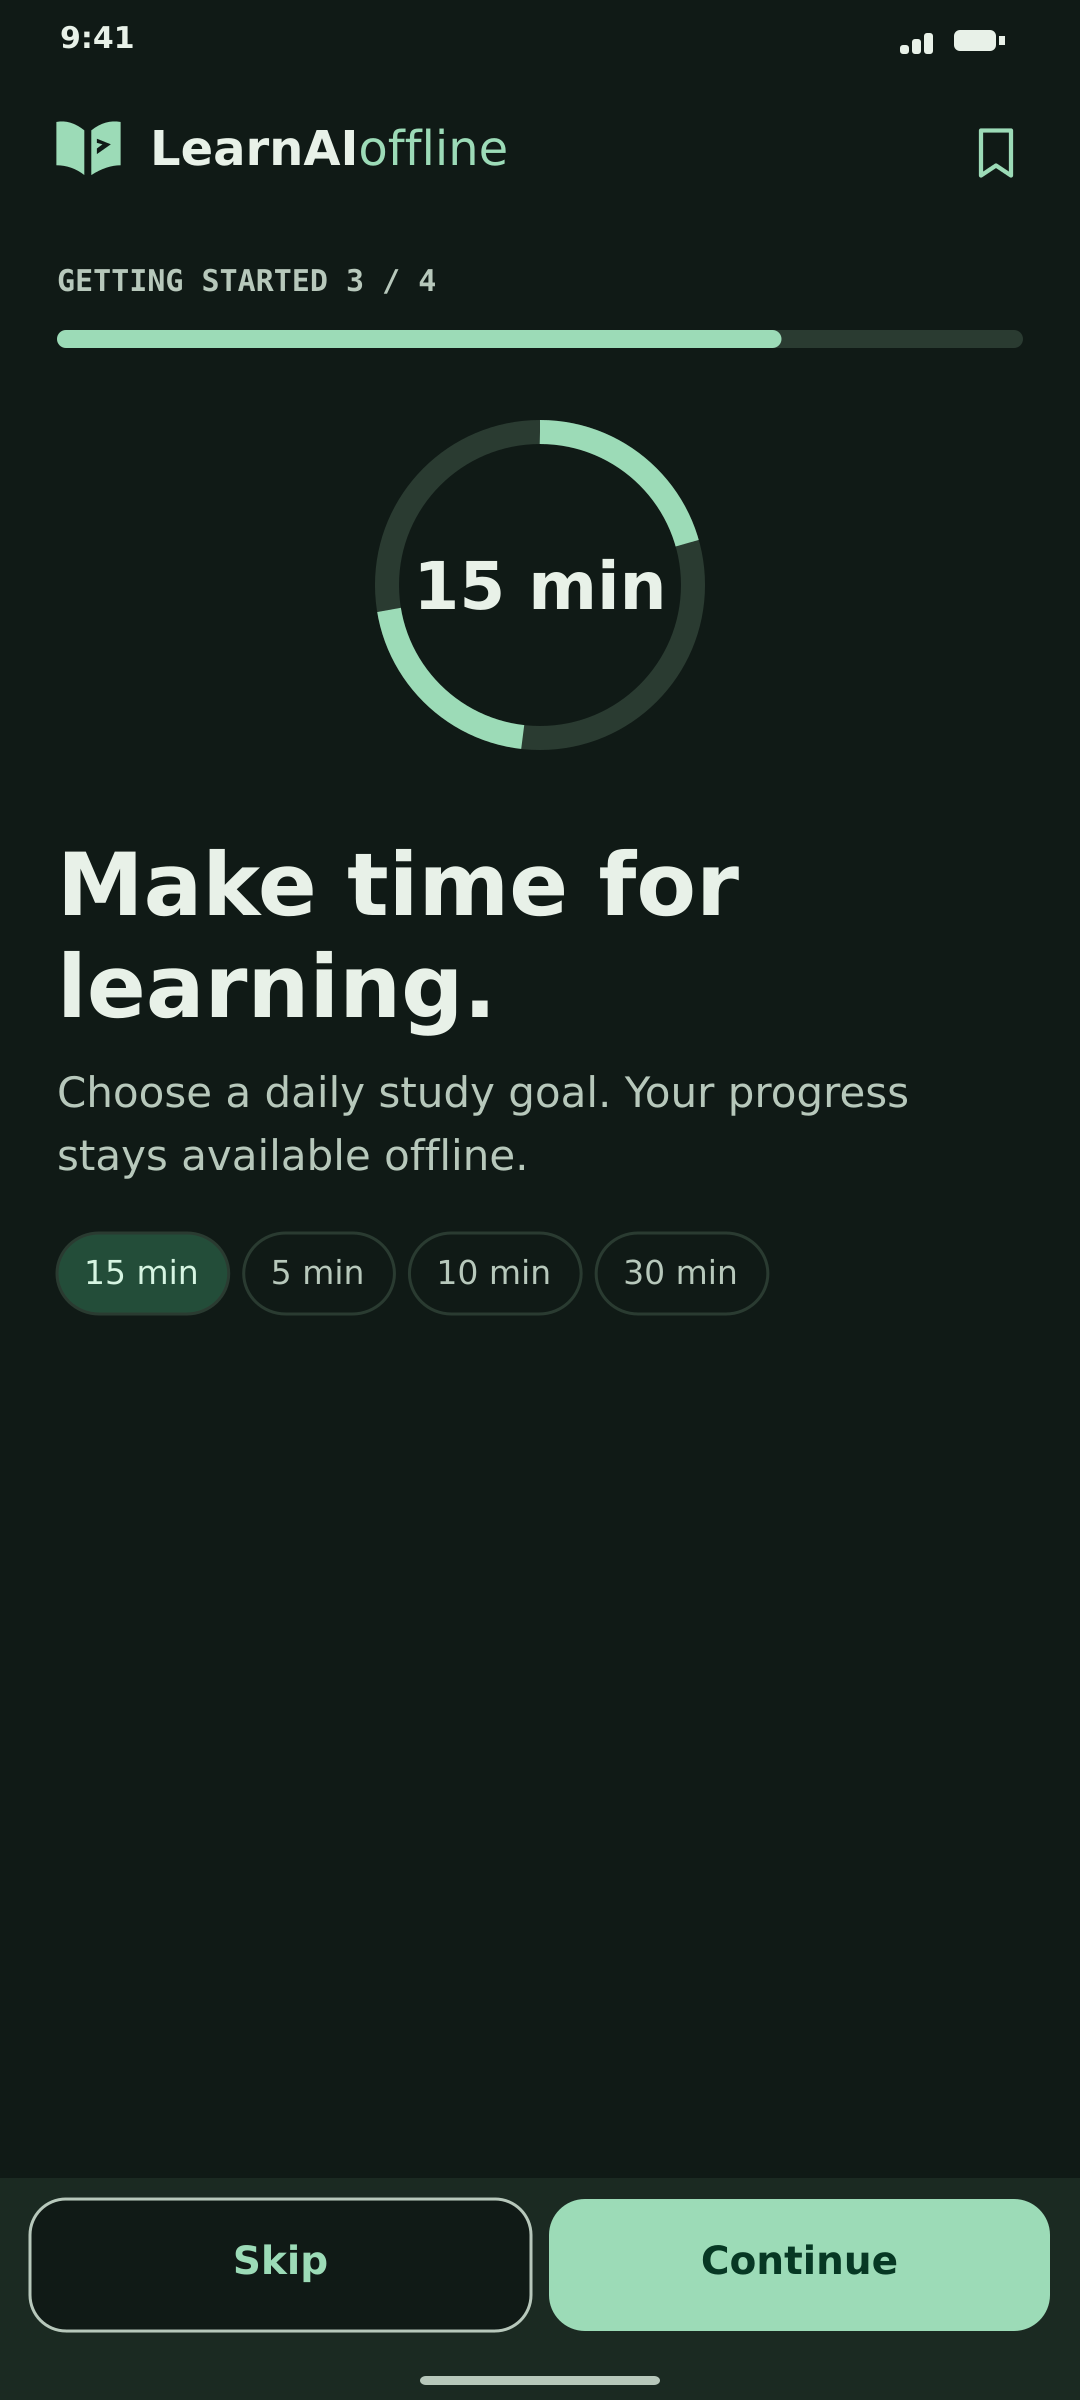 9:41
LearnAIoffline
GETTING STARTED 3 / 4
15 min
Make time for
learning.
Choose a daily study goal. Your progress
stays available offline.
15 min 5 min 10 min 30 min
Skip Continue